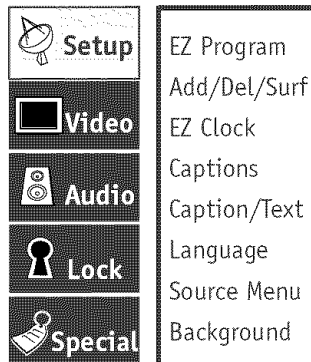 Setup
Video
Audio
Lock
Special
EZ Program
Add/Del/Surf
EZ Clock
Captions
Caption/Text
Language
Source Menu
Background